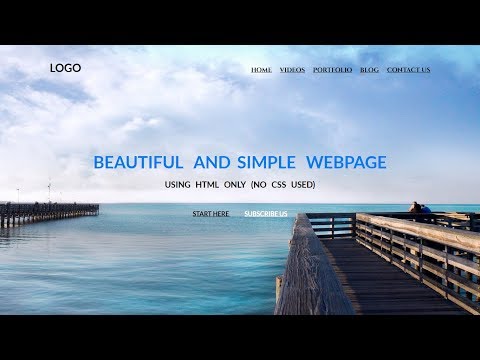 LOGO
HOME VIDEOS PORTFOLIO BLOG CONTACT US
BEAUTIFUL AND SIMPLE WEBPAGE
USING HTML ONLY (NO CSS USED)
START HERE SUBSCRIBE US